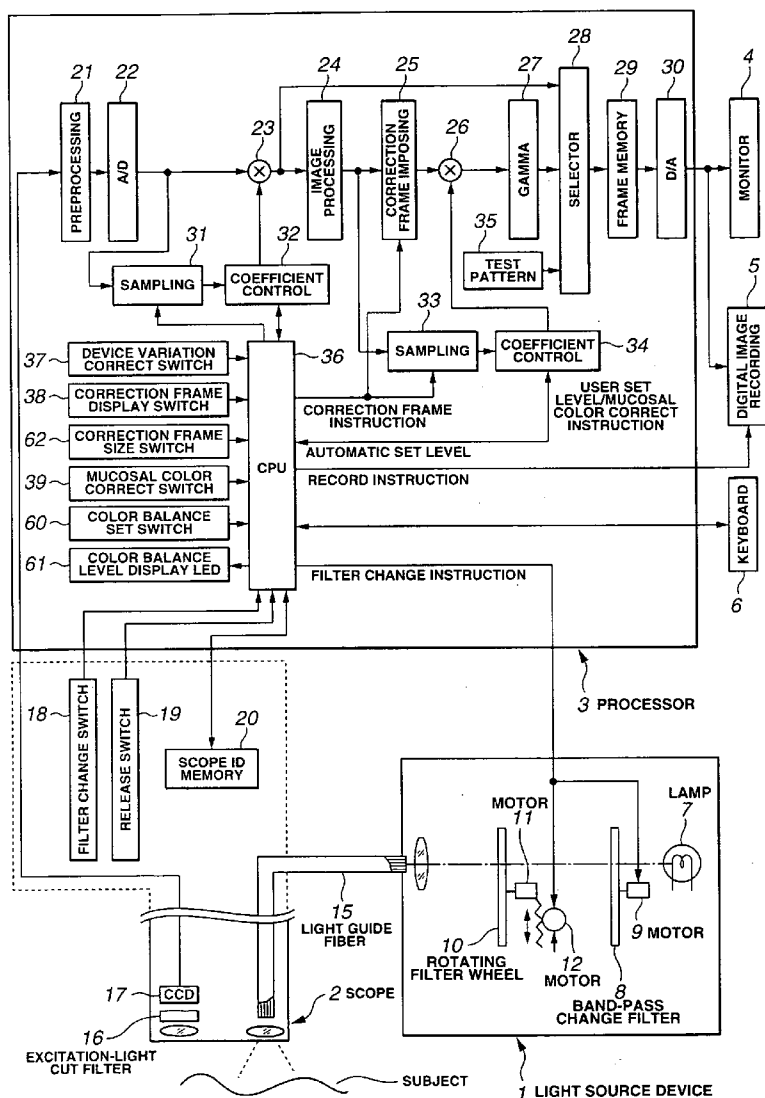 28
24
25
27
29
30
4
21
22
23
26
PREPROCESSING
A/D
IMAGE PROCESSING
CORRECTION FRAME IMPOSING
GAMMA
SELECTOR
FRAME MEMORY
D/A
MONITOR
31
32
35
TEST PATTERN
5
SAMPLING
COEFFICIENT CONTROL
33
DIGITAL IMAGE RECORDING
37
DEVICE VARIATION CORRECT SWITCH
36
SAMPLING
COEFFICIENT CONTROL
34
38
CORRECTION FRAME DISPLAY SWITCH
CORRECTION FRAME INSTRUCTION
USER SET LEVEL/MUCOSAL COLOR CORRECT INSTRUCTION
62
CORRECTION FRAME SIZE SWITCH
CPU
AUTOMATIC SET LEVEL
39
MUCOSAL COLOR CORRECT SWITCH
RECORD INSTRUCTION
60
COLOR BALANCE SET SWITCH
KEYBOARD
61
COLOR BALANCE LEVEL DISPLAY LED
FILTER CHANGE INSTRUCTION
6
18
FILTER CHANGE SWITCH
19
RELEASE SWITCH
3 PROCESSOR
20
SCOPE ID MEMORY
LAMP
7
MOTOR
11
15
LIGHT GUIDE FIBER
10
ROTATING FILTER WHEEL
12
MOTOR
9 MOTOR
8
BAND-PASS CHANGE FILTER
17
CCD
2 SCOPE
16
EXCITATION-LIGHT CUT FILTER
SUBJECT
1 LIGHT SOURCE DEVICE